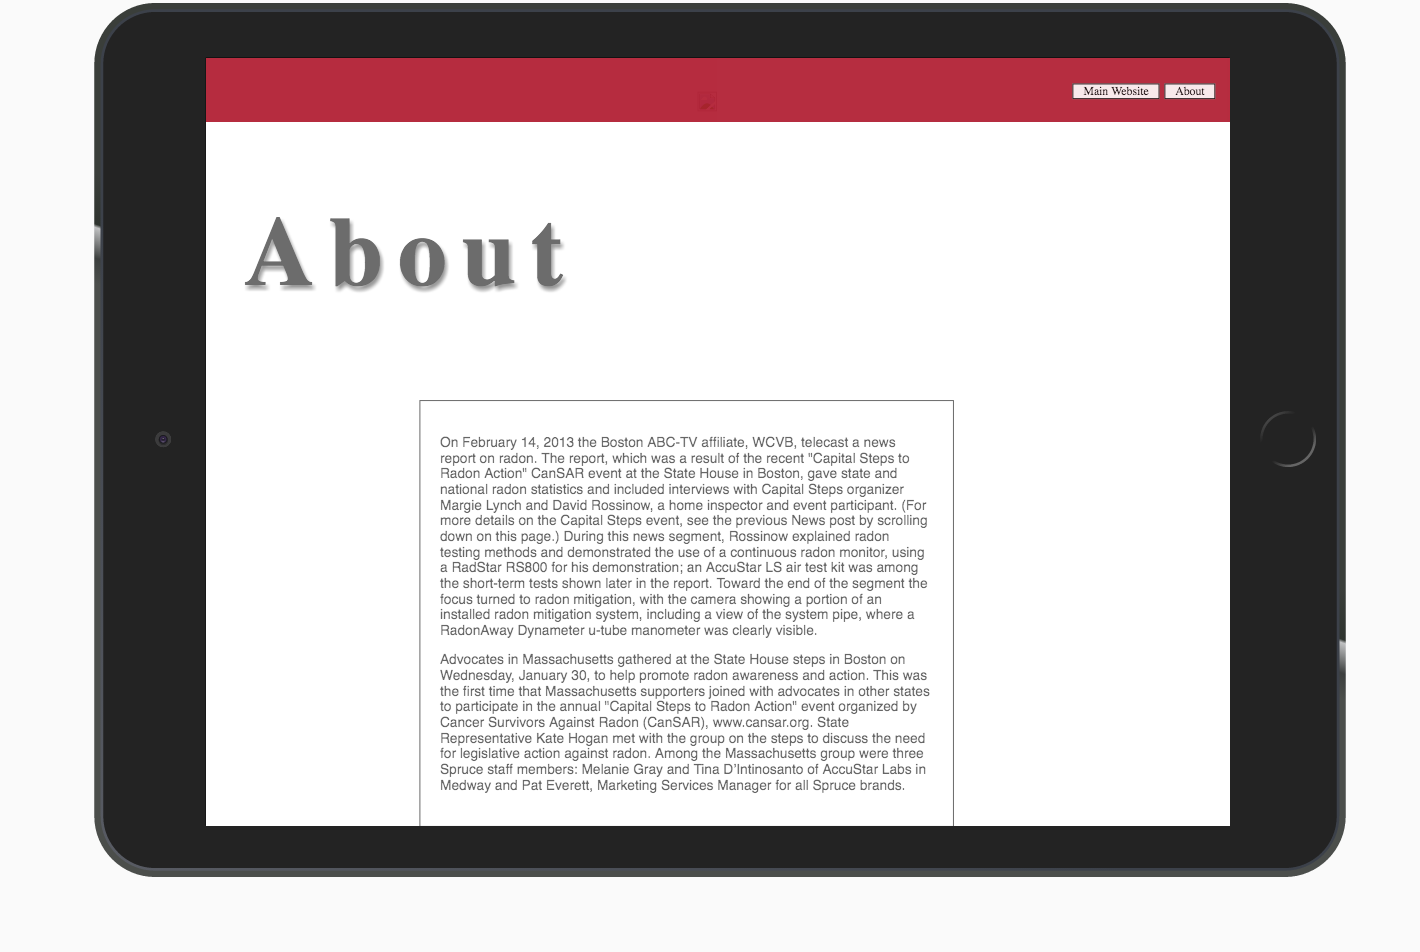 Main Website About
About
On February 14, 2013 the Boston ABC-TV affiliate, WCVB, telecast a news
report on radon. The report, which was a result of the recent "Capital Steps to
Radon Action" CanSAR event at the State House in Boston, gave state and
national radon statistics and included interviews with Capital Steps organizer
Margie Lynch and David Rossinow, a home inspector and event participant. (For
more details on the Capital Steps event, see the previous News post by scrolling
down on this page.) During this news segment, Rossinow explained radon
testing methods and demonstrated the use of a continuous radon monitor, using
a RadStar RS800 for his demonstration; an AccuStar LS air test kit was among
the short-term tests shown later in the report. Toward the end of the segment the
focus turned to radon mitigation, with the camera showing a portion of an
installed radon mitigation system, including a view of the system pipe, where a
RadonAway Dynameter u-tube manometer was clearly visible.
Advocates in Massachusetts gathered at the State House steps in Boston on
Wednesday, January 30, to help promote radon awareness and action. This was
the first time that Massachusetts supporters joined with advocates in other states
to participate in the annual "Capital Steps to Radon Action" event organized by
Cancer Survivors Against Radon (CanSAR), www.cansar.org. State
Representative Kate Hogan met with the group on the steps to discuss the need
for legislative action against radon. Among the Massachusetts group were three
Spruce staff members: Melanie Gray and Tina D'Intinosanto of AccuStar Labs in
Medway and Pat Everett, Marketing Services Manager for all Spruce brands.